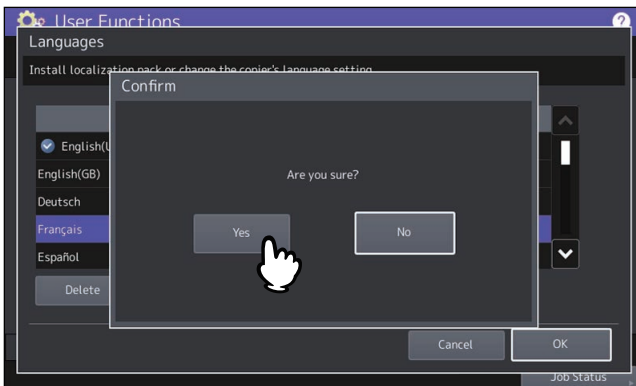 User Functions
?
Languages
Install localization pack or change the copier's language setting
Confirm
English(U
English(GB)
Deutsch
Français
Español
Are you sure?
Yes
No
Delete
Cancel
OK
Job Status